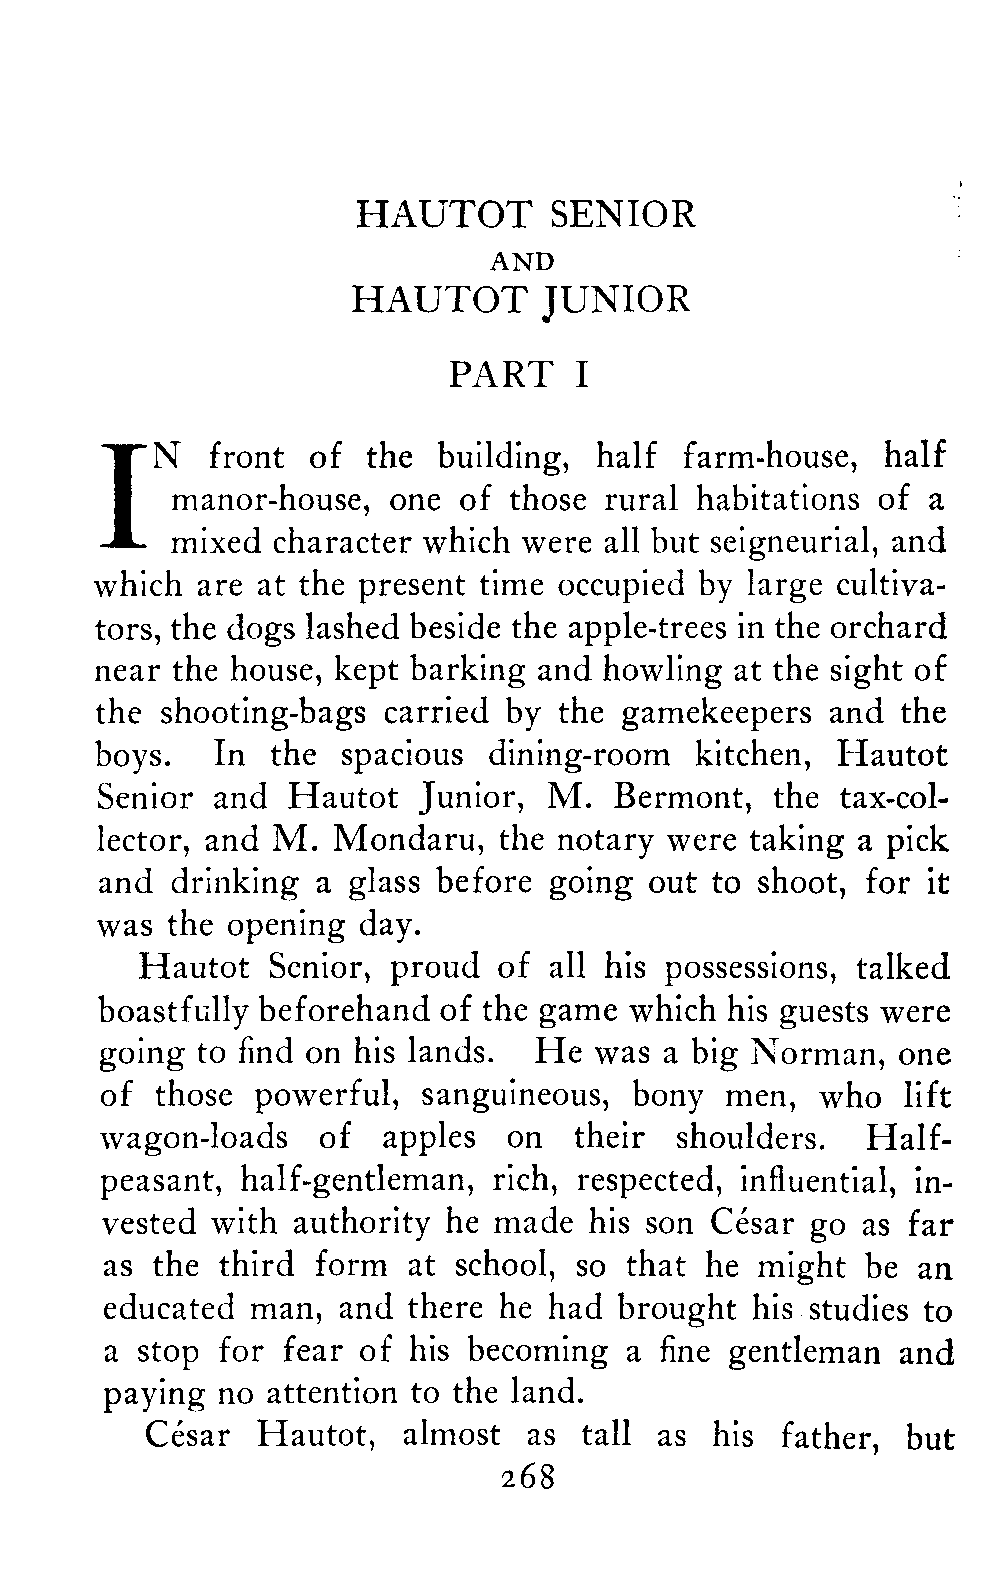 HAUTOT SENIOR
AND
HAUTOT JUNIOR
PART I
IN front of the building, half farm-house, half
manor-house, one of those rural habitations of a
mixed character which were all but seigneurial, and
which are at the present time occupied by large cultiva-
tors, the dogs lashed beside the apple-trees in the orchard
near the house, kept barking and howling at the sight of
the shooting-bags carried by the gamekeepers and the
boys. In the spacious dining-room kitchen, Hautot
Senior and Hautot Junior, M. Bermont, the tax-col-
lector, and M. Mondaru, the notary were taking a pick
and drinking a glass before going out to shoot, for it
was the opening day.
Hautot Senior, proud of all his possessions, talked
boastfully beforehand of the game which his guests were
going to find on his lands. He was a big Norman, one
of those powerful, sanguineous, bony men, who lift
wagon-loads of apples on their shoulders. Half-
peasant, half-gentleman, rich, respected, influential, in-
vested with authority he made his son César go as far
as the third form at school, so that he might be an
educated man, and there he had brought his studies to
a stop for fear of his becoming a fine gentleman and
paying no attention to the land.
César Hautot, almost as tall as his father, but
268